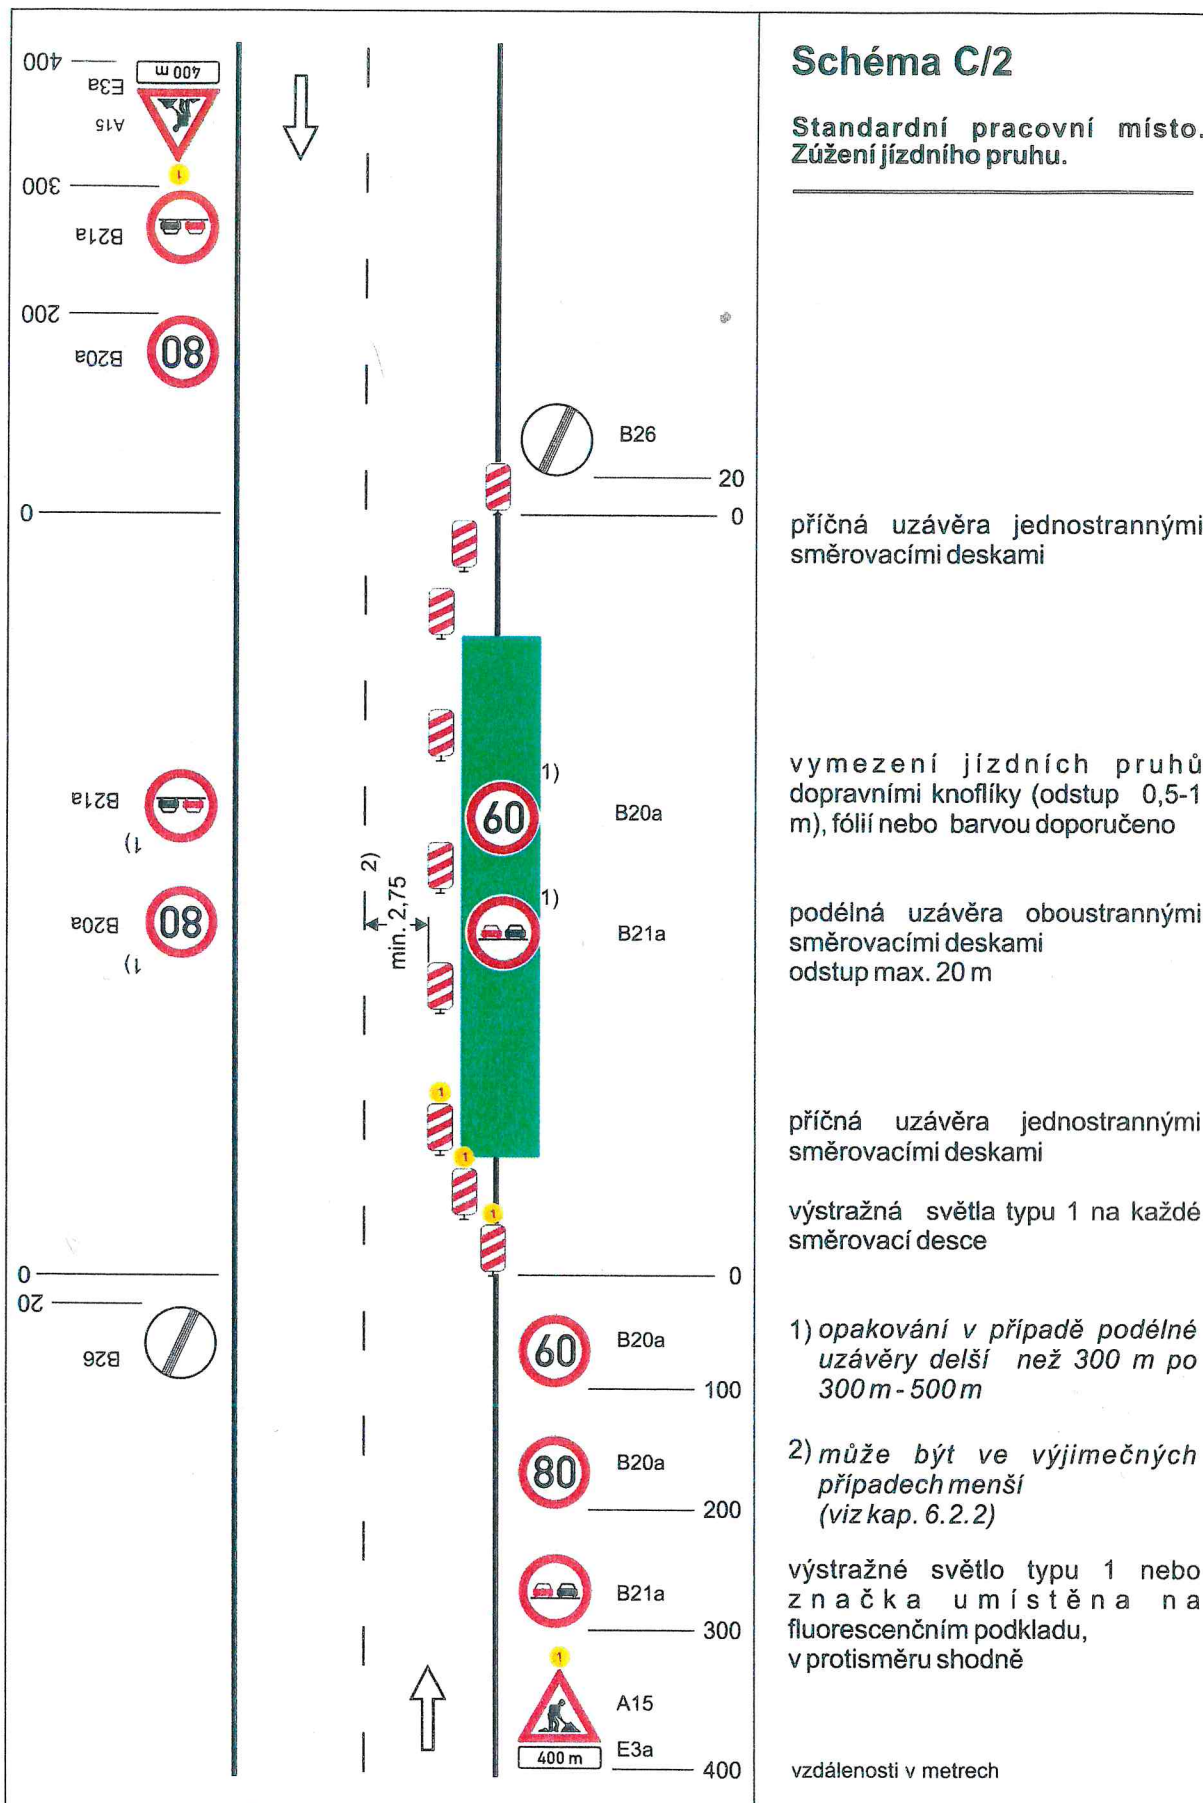 Schéma C/2
Standardní pracovní místo.
Zúžení jízdního pruhu.
400
400 m
E3a
A15
1
300
B21a
200
B20a
80
0
B26
20
0
příčná uzávěra jednostrannými
směrovacími deskami
vymezení jízdních pruhů
dopravními knoflíky (odstup 0,5-1
m), fólií nebo barvou doporučeno
1)
60
B20a
B21a
1)
2)
min. 2,75
1)
B21a
podélná uzávěra oboustrannými
směrovacími deskami
odstup max. 20 m
B20a
80
1)
1
1
1
příčná uzávěra jednostrannými
směrovacími deskami
výstražná světla typu 1 na každé
směrovací desce
0
0
20
B26
60
B20a
100
1) opakování v případě podélné
uzávěry delší než 300 m po
300 m - 500 m
80
B20a
200
2) může být ve výjimečných
případech menší
(viz kap. 6.2.2)
B21a
300
výstražné světlo typu 1 nebo
značka umístěna na
fluorescenčním podkladu,
v protisměru shodně
1
A15
E3a
400 m
400
vzdálenosti v metrech